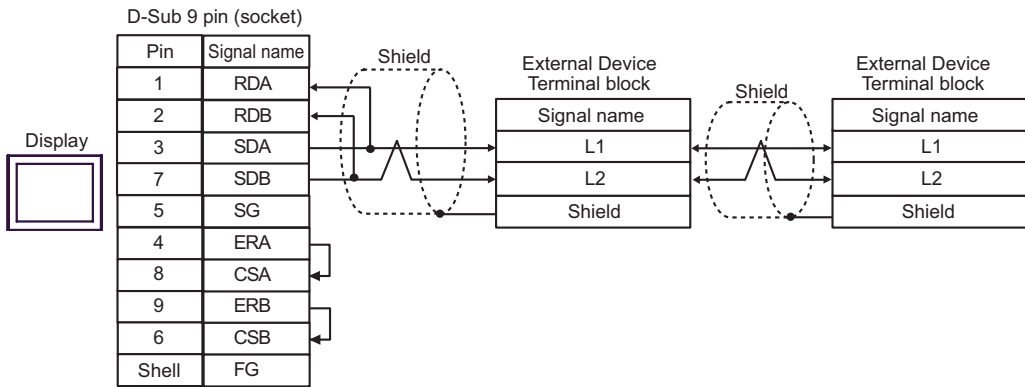 D-Sub 9 pin (socket)
Pin Signal name
1 RDA
2 RDB
3 SDA
7 SDB
5 SG
4 ERA
8 CSA
9 ERB
6 CSB
Shell FG
Display
Shield
External Device
Terminal block
Signal name
L1
L2
Shield
Shield
External Device
Terminal block
Signal name
L1
L2
Shield